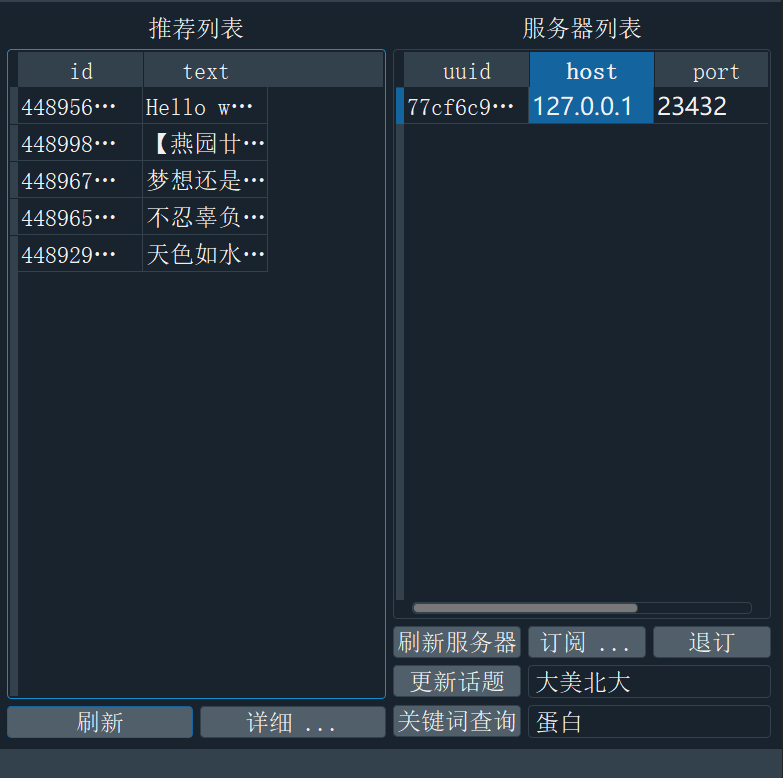 推荐列表
id text
448956… Hello w…
448998… 【燕园廿…
448967… 梦想还是…
448965… 不忍辜负…
448929… 天色如水…
刷新 详细 ...
服务器列表
uuid host port
77cf6c9… 127.0.0.1 23432
刷新服务器 订阅 ... 退订
更新话题 大美北大
关键词查询 蛋白